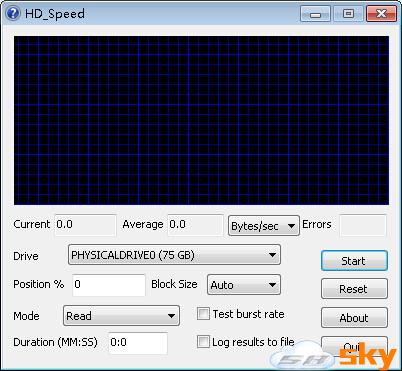 HD_Speed
Current 0.0 Average 0.0 Bytes/sec Errors
Drive PHYSICALDRIVE0 (75 GB) Start
Position % 0 Block Size Auto Reset
Mode Read Test burst rate About
Duration (MM:SS) 0:0 Log results to file Quit
sky